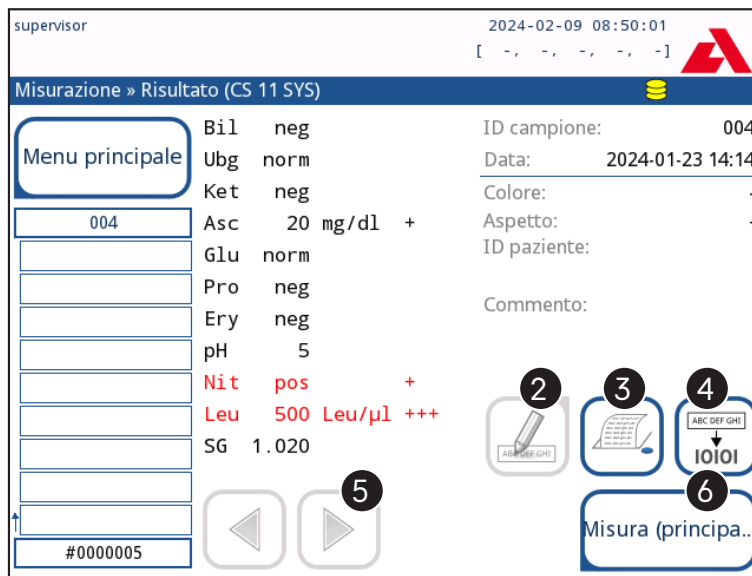 supervisor
2024-02-09 08:50:01
[ -, -, -, -, -]
Misurazione » Risultato (CS 11 SYS)
Menu principale
004
#0000005
Bil neg
Ubg norm
Ket neg
Asc 20 mg/dl +
Glu norm
Pro neg
Ery neg
pH 5
Nit pos +
Leu 500 Leu/µl +++
SG 1.020
ID campione: 004
Data: 2024-01-23 14:14
Colore: -
Aspetto: -
ID paziente:
Commento:
2
3
4
ABC DEF GHI
ABC DEF GHI
IOIOI
5
6
Misura (principa..